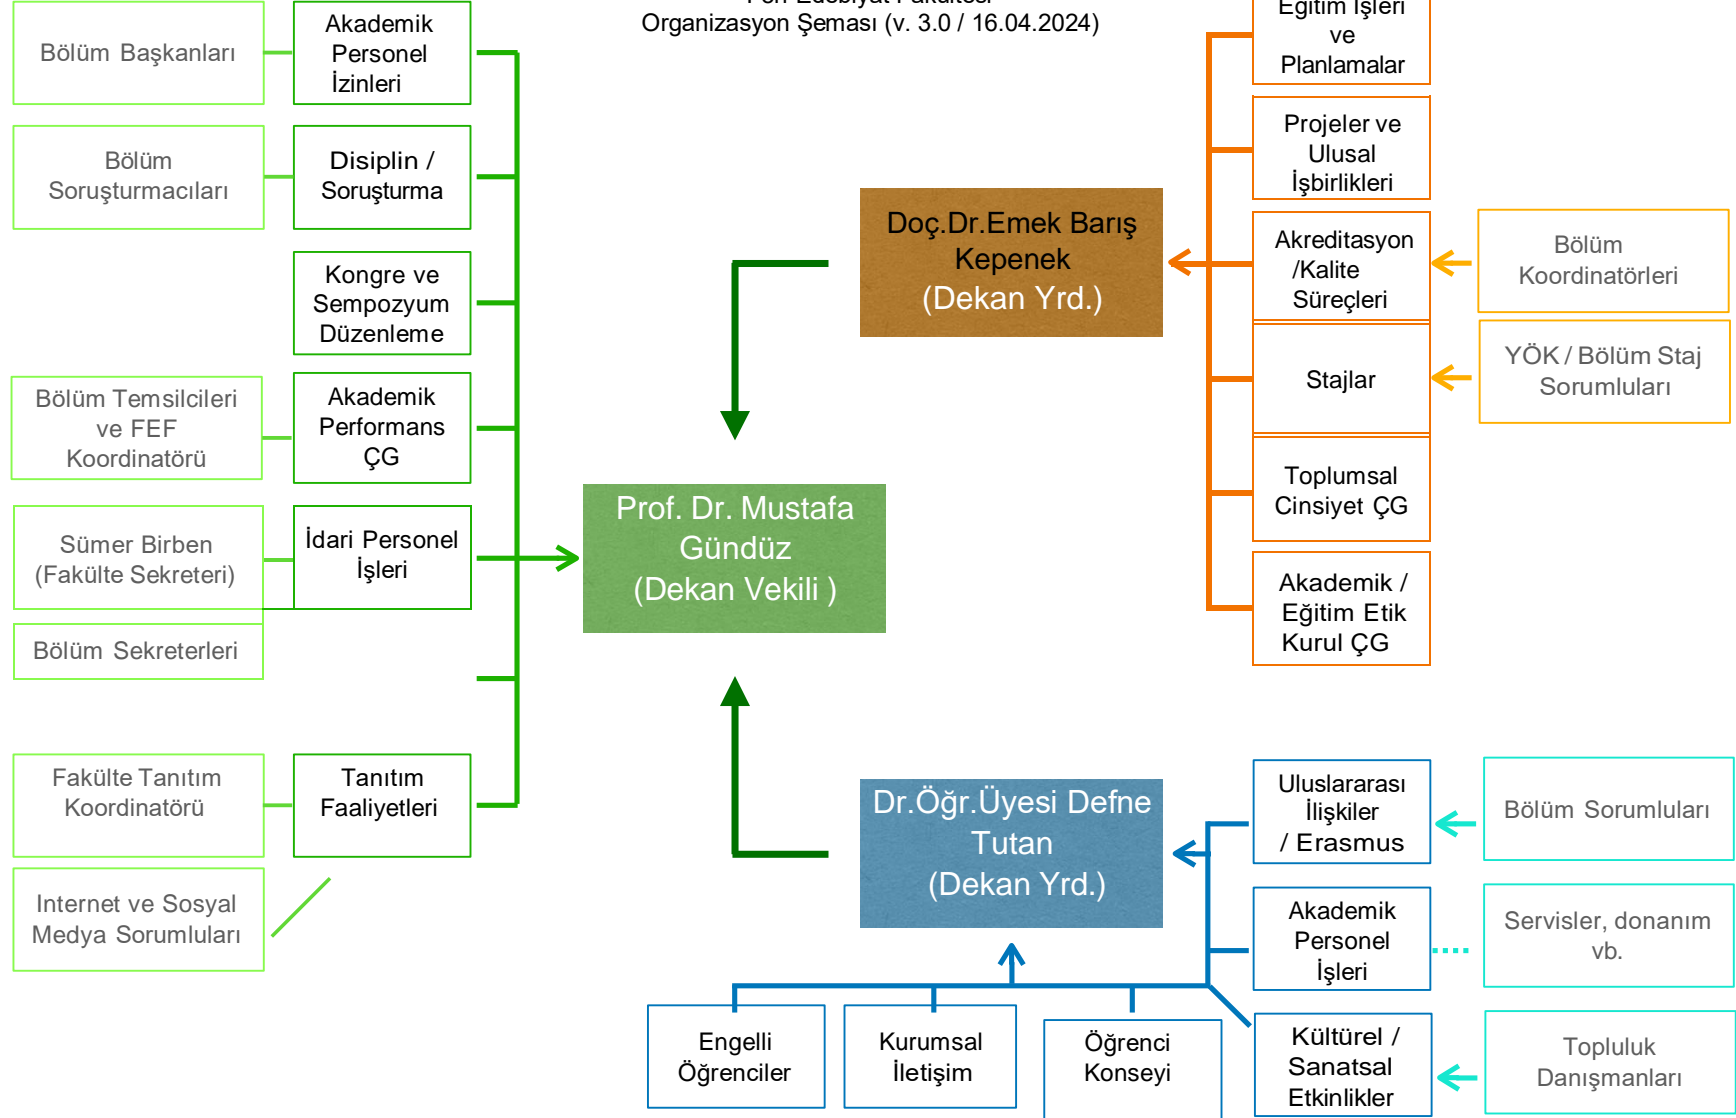 Fen-Edebiyat Fakültesi
Organizasyon Şeması (v. 3.0 / 16.04.2024)
Bölüm Başkanları
Akademik
Personel
İzinleri
Bölüm
Soruşturmacıları
Disiplin /
Soruşturma
Kongre ve
Sempozyum
Düzenleme
Bölüm Temsilcileri
ve FEF
Koordinatörü
Akademik
Performans
ÇG
Sümer Birben
(Fakülte Sekreteri)
İdari Personel
İşleri
Bölüm Sekreterleri
Fakülte Tanıtım
Koordinatörü
Tanıtım
Faaliyetleri
Internet ve Sosyal
Medya Sorumluları
Prof. Dr. Mustafa
Gündüz
(Dekan Vekili )
Doç.Dr.Emek Barış
Kepenek
(Dekan Yrd.)
Eğitim İşleri
ve
Planlamalar
Projeler ve
Ulusal
İşbirlikleri
Akreditasyon
/Kalite
Süreçleri
Bölüm
Koordinatörleri
Stajlar
YÖK / Bölüm Staj
Sorumluları
Toplumsal
Cinsiyet ÇG
Akademik /
Eğitim Etik
Kurul ÇG
Dr.Öğr.Üyesi Defne
Tutan
(Dekan Yrd.)
Uluslararası
İlişkiler
/ Erasmus
Bölüm Sorumluları
Akademik
Personel
İşleri
Servisler, donanım
vb.
Kültürel /
Sanatsal
Etkinlikler
Topluluk
Danışmanları
Engelli
Öğrenciler
Kurumsal
İletişim
Öğrenci
Konseyi